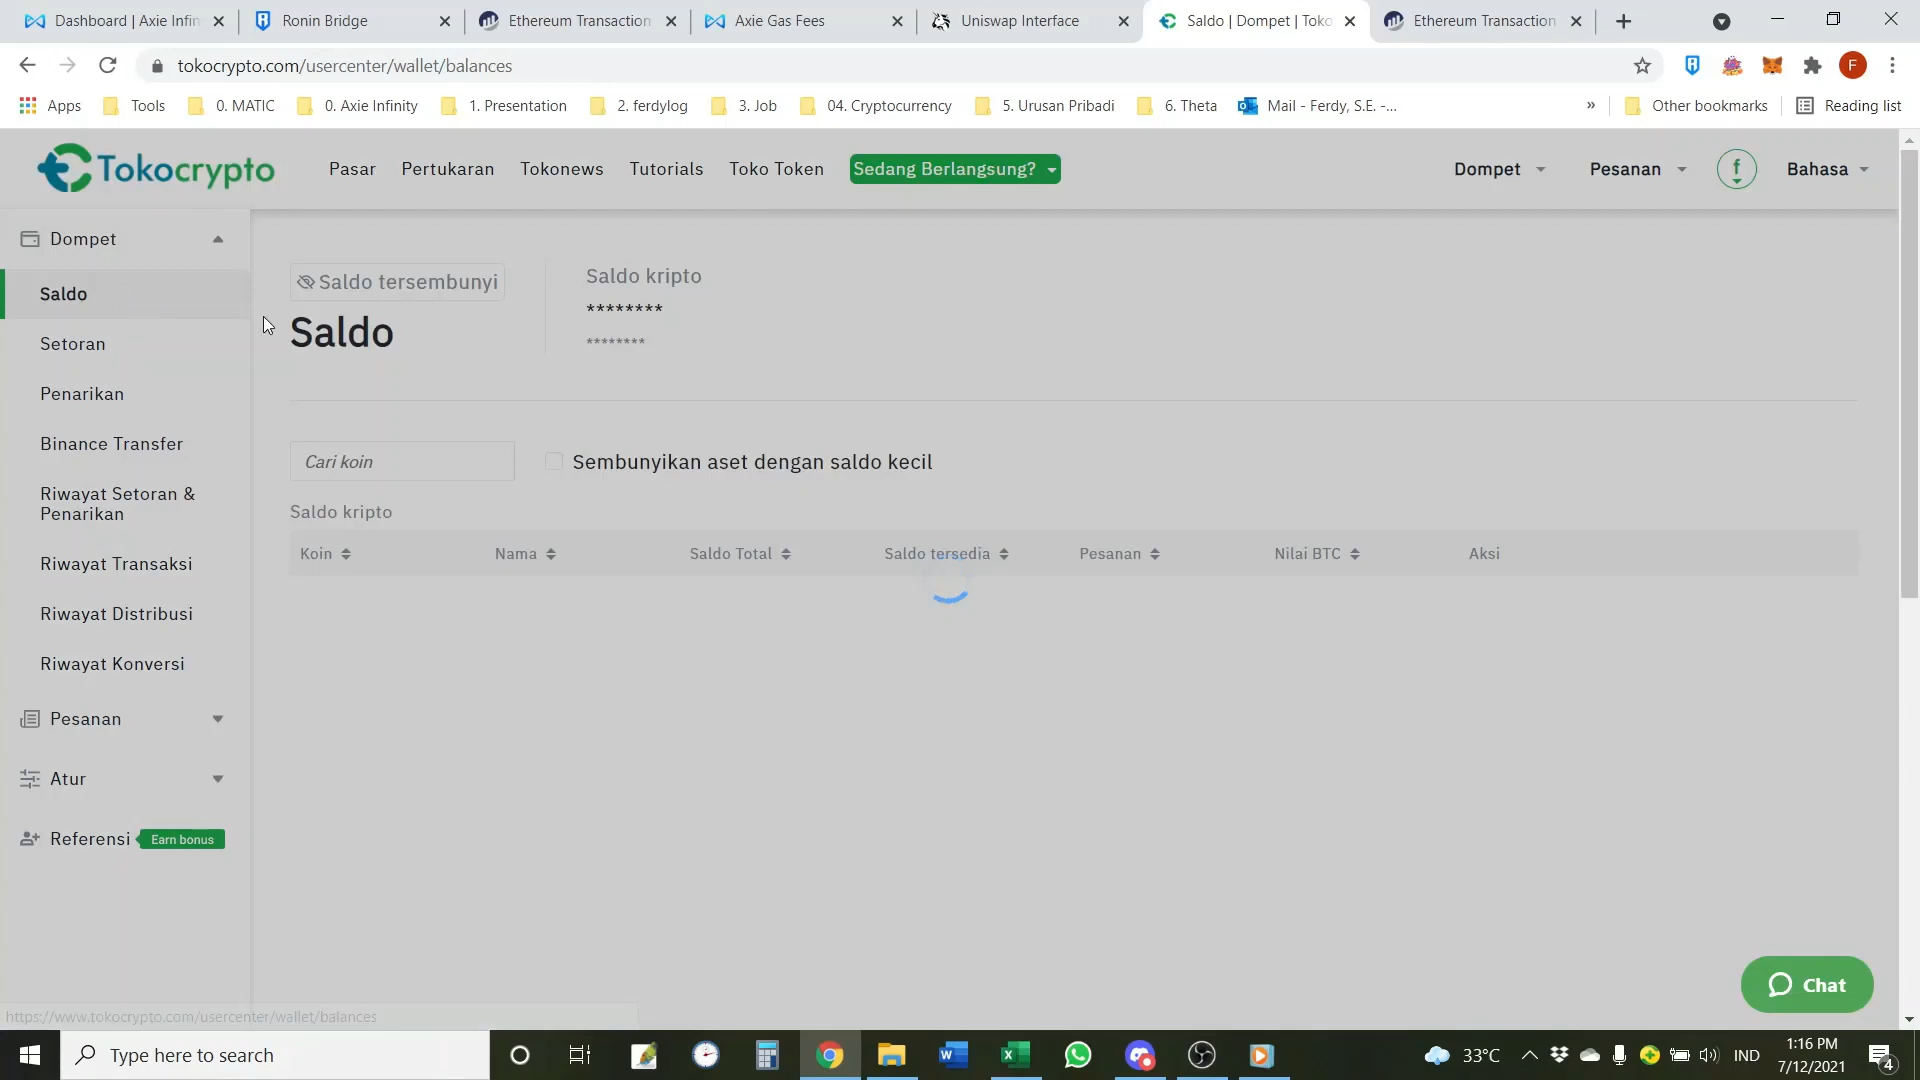 Dashboard | Axie Infin
Ronin Bridge
Ethereum Transaction
Axie Gas Fees
Uniswap Interface
Saldo | Dompet | Toko
Ethereum Transaction
tokocrypto.com/usercenter/wallet/balances
F
Apps
Tools
0. MATIC
0. Axie Infinity
1. Presentation
2. ferdylog
3. Job
04. Cryptocurrency
5. Urusan Pribadi
6. Theta
Mail - Ferdy, S.E. -...
»
Other bookmarks
Reading list
Tokocrypto
Pasar
Pertukaran
Tokonews
Tutorials
Toko Token
Sedang Berlangsung?
Dompet
Pesanan
f
Bahasa
Dompet
Saldo
Setoran
Penarikan
Binance Transfer
Riwayat Setoran &
Penarikan
Riwayat Transaksi
Riwayat Distribusi
Riwayat Konversi
Pesanan
Atur
Referensi
Earn bonus
Saldo tersembunyi
Saldo
Saldo kripto
********
********
Cari koin
Sembunyikan aset dengan saldo kecil
Saldo kripto
Koin
Nama
Saldo Total
Saldo tersedia
Pesanan
Nilai BTC
Aksi
Chat
https://www.tokocrypto.com/usercenter/wallet/balances
Type here to search
33°C
IND
1:16 PM
7/12/2021
4